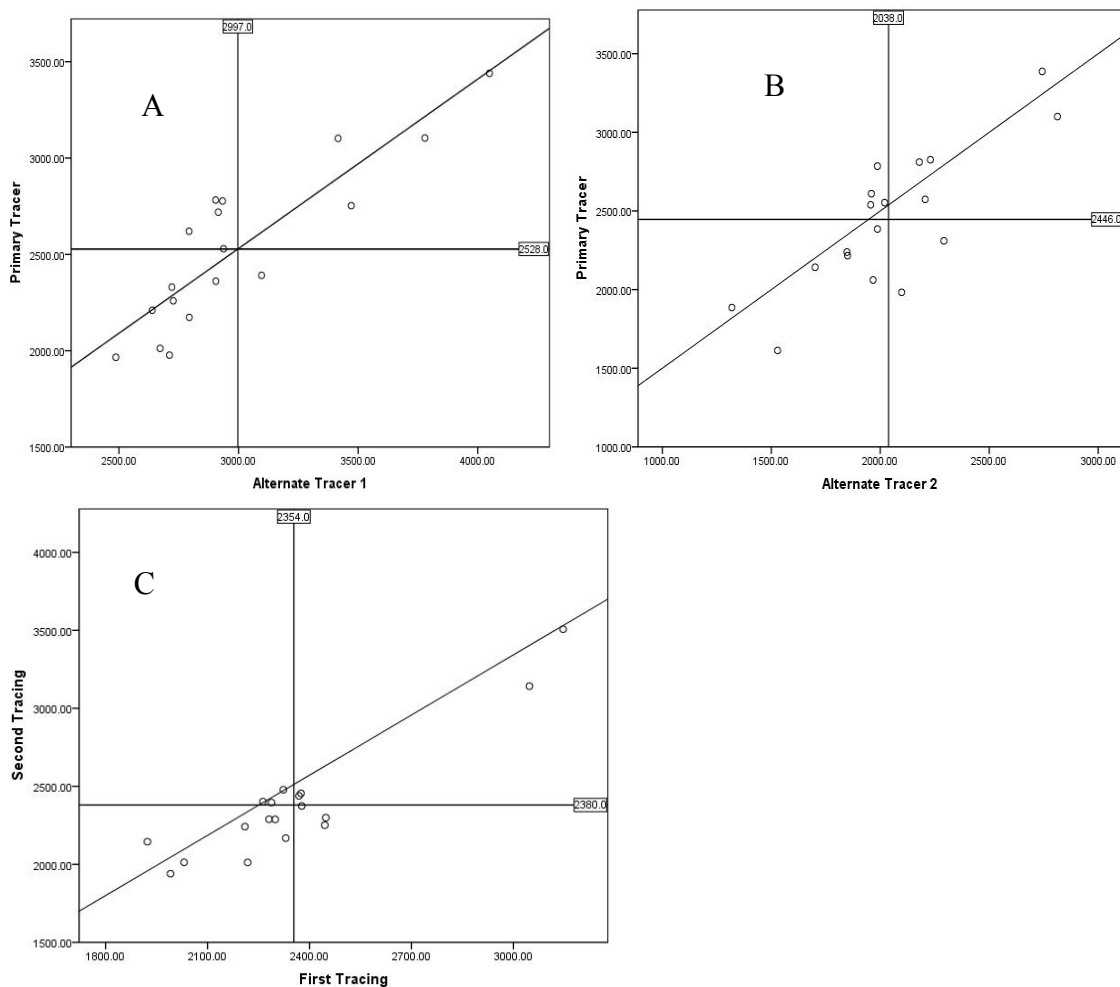 2997.0
3500.00
A
3000.00
Primary Tracer
2500.00
2528.0
2000.00
1500.00
2500.00 3000.00 3500.00 4000.00
Alternate Tracer 1
2038.0
3500.00
B
3000.00
Primary Tracer
2500.00
2446.0
2000.00
1500.00
1000.00
1000.00 1500.00 2000.00 2500.00 3000.00
Alternate Tracer 2
2354.0
4000.00
C
3500.00
3000.00
Second Tracing
2500.00
2380.0
2000.00
1500.00
1800.00 2100.00 2400.00 2700.00 3000.00
First Tracing